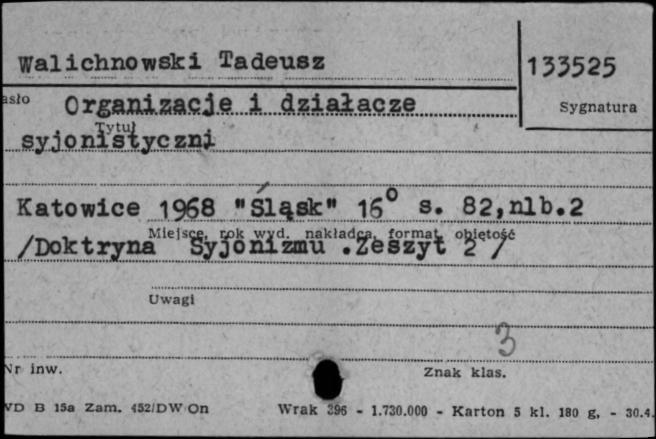 Walichnowski Tadeusz
133525
asło
Organizacje i działacze
Sygnatura
Tytuł
syjonistyczni
Katowice 1968 "Śląsk" 16° s. 82,nlb.2
Miejsce, rok wyd. nakładca, format, objętość
/Doktryna Syjonizmu .Zeszyt 2 /
Uwagi
3
Nr inw.
Znak klas.
WD B 15a Zam. 452/DW On Wrak 396 - 1.730.000 - Karton 5 kl. 180 g, - 30.4.